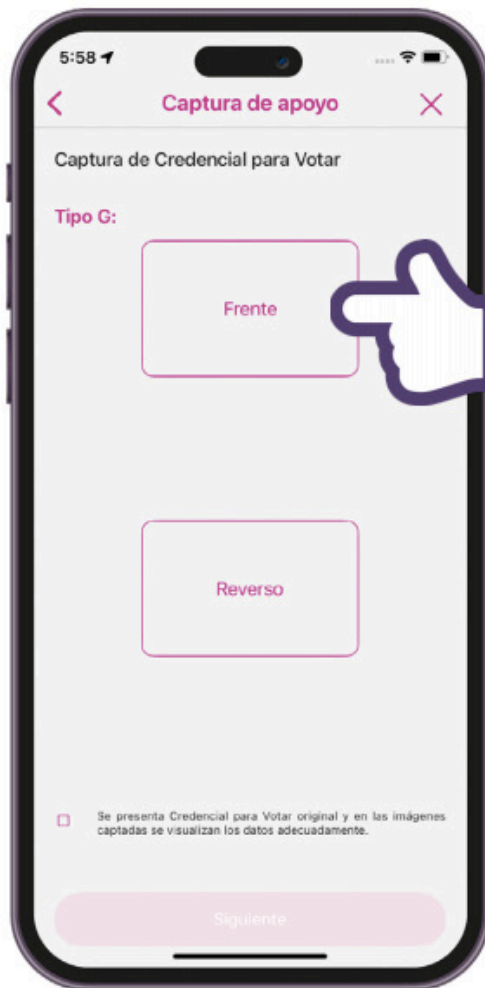 5:58
Captura de apoyo
Captura de Credencial para Votar
Tipo G:
Frente
Reverso
Se presenta Credencial para Votar original y en las imágenes
captadas se visualizan los datos adecuadamente.
Siguiente